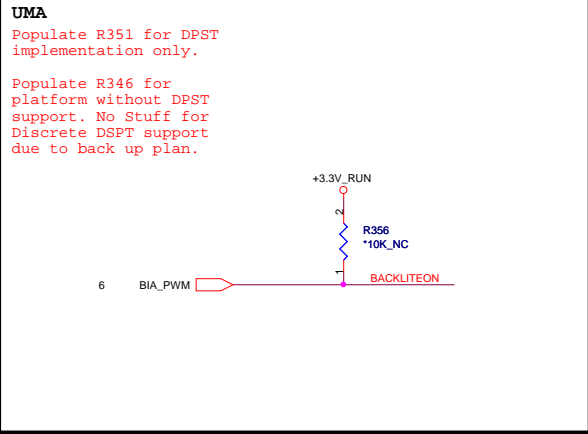 UMA
Populate R351 for DPST
implementation only.
Populate R346 for
platform without DPST
support. No Stuff for
Discrete DSPT support
due to back up plan.
+3.3V_RUN
2
R356
*10K_NC
1
BACKLITEON
6 BIA_PWM